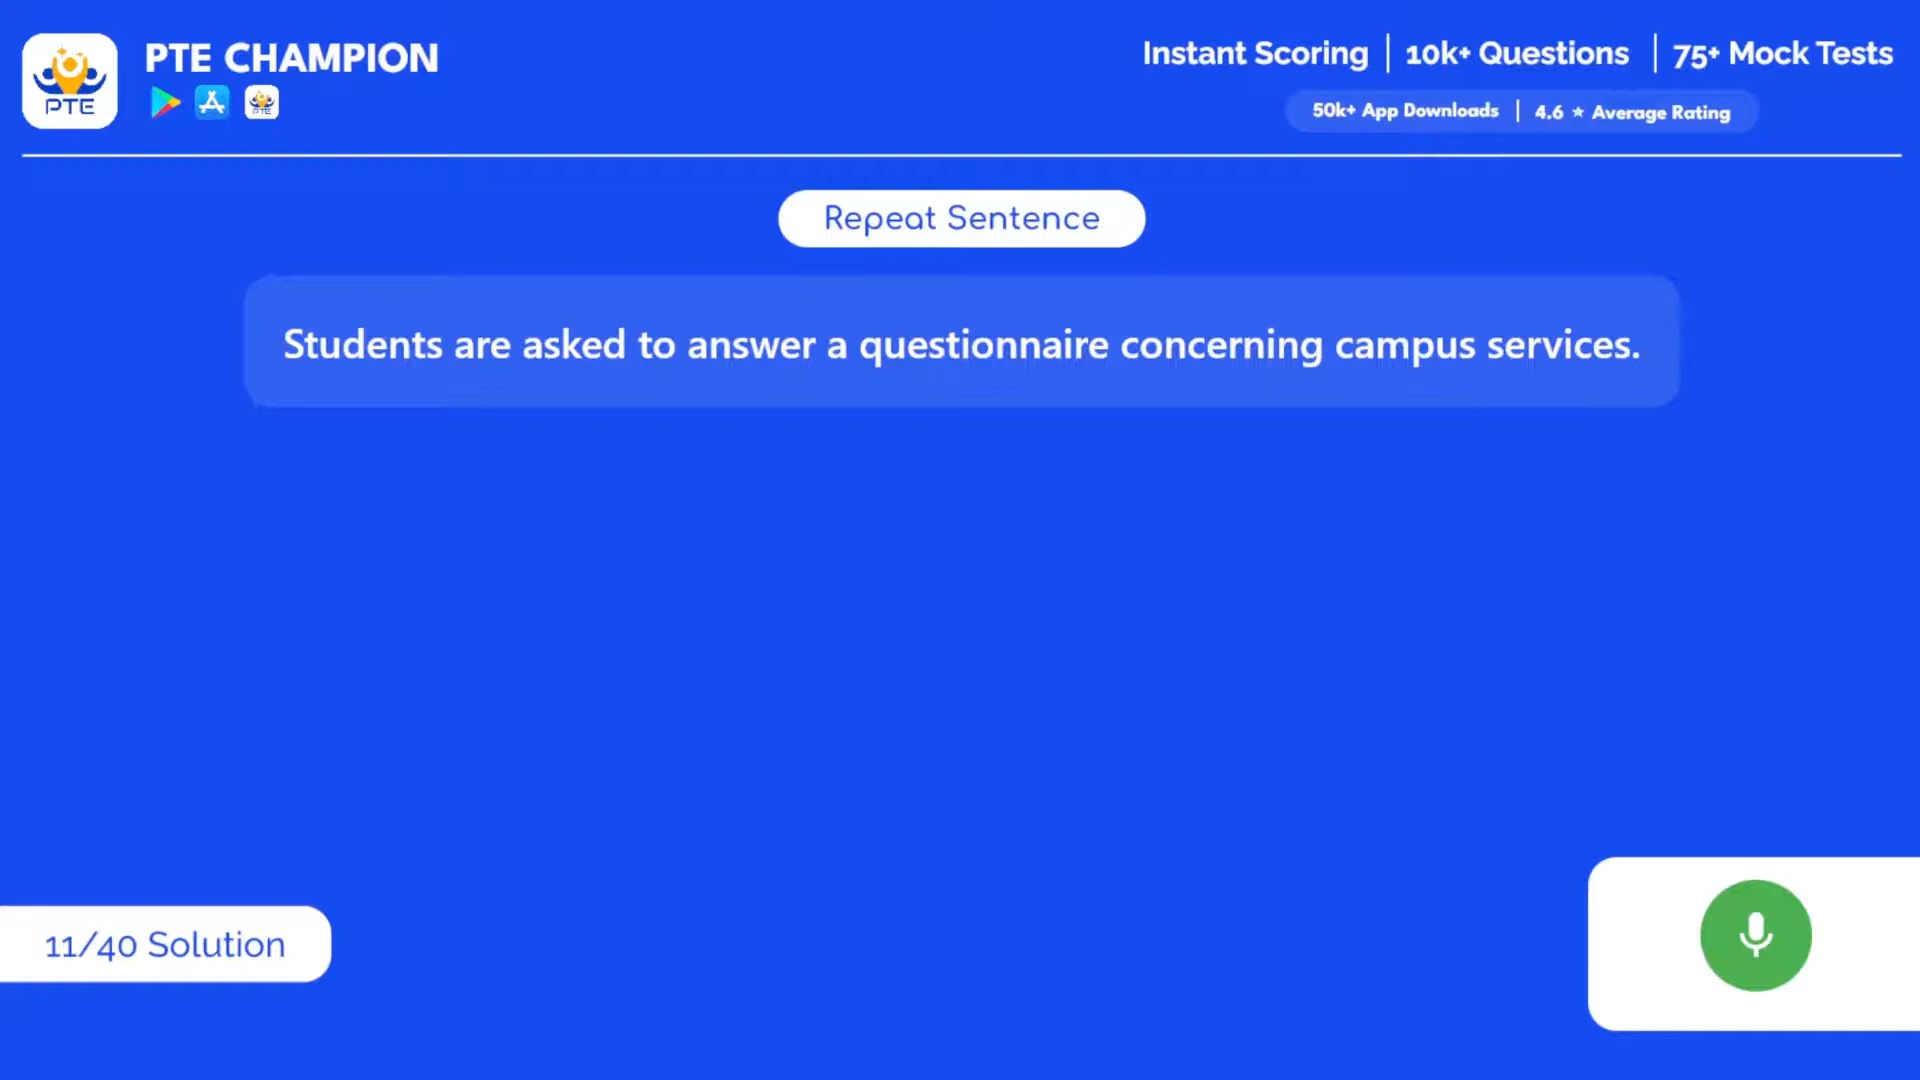 PTE CHAMPION
PTE
PTE
Instant Scoring | 10k+ Questions | 75+ Mock Tests
50k+ App Downloads | 4.6 ★ Average Rating
Repeat Sentence
Students are asked to answer a questionnaire concerning campus services.
11/40 Solution